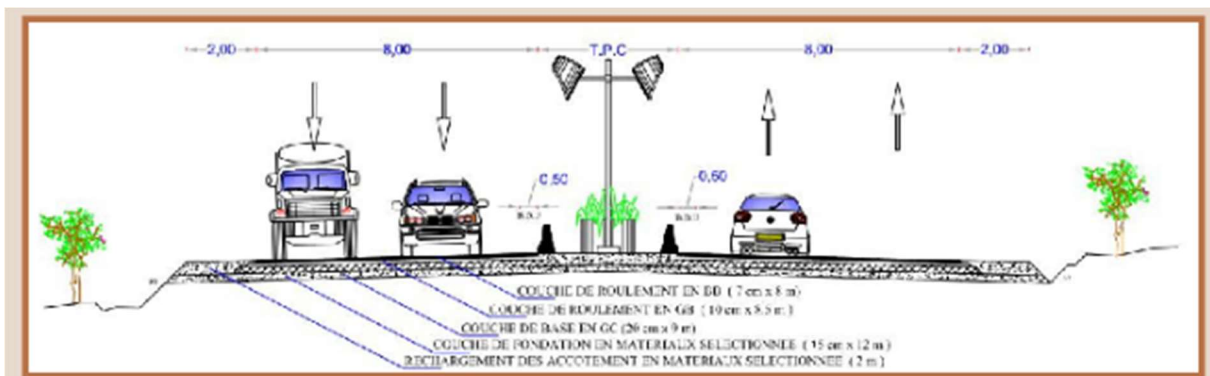 2,00 8,00 T.P.C 8,00 2,00
0,50 0,50
B.D.G B.D.G
COUCHE DE ROULEMENT EN BB ( 7 cm x 8 m)
COUCHE DE ROULEMENT EN GB ( 10 cm x 8.5 m )
COUCHE DE BASE EN GC (20 cm x 9 m)
COUCHE DE FONDATION EN MATERIAUX SELECTIONNEE ( 15 cm x 12 m )
RECHARGEMENT DES ACCOTEMENT EN MATERIAUX SELECTIONNEE ( 2 m )